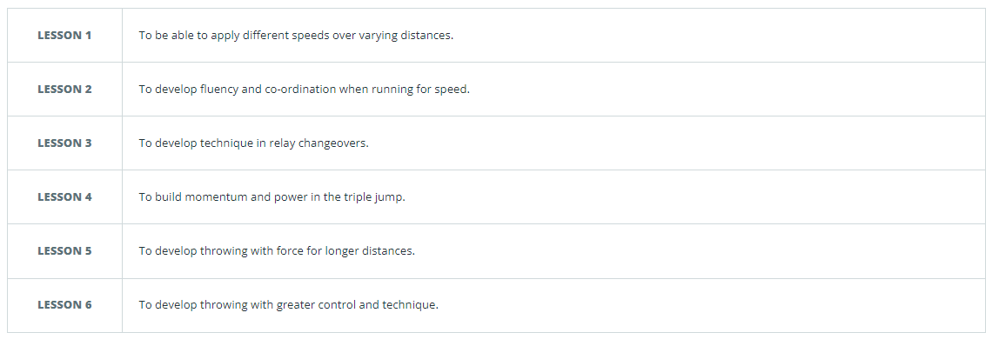 LESSON 1 To be able to apply different speeds over varying distances.
LESSON 2 To develop fluency and co-ordination when running for speed.
LESSON 3 To develop technique in relay changeovers.
LESSON 4 To build momentum and power in the triple jump.
LESSON 5 To develop throwing with force for longer distances.
LESSON 6 To develop throwing with greater control and technique.